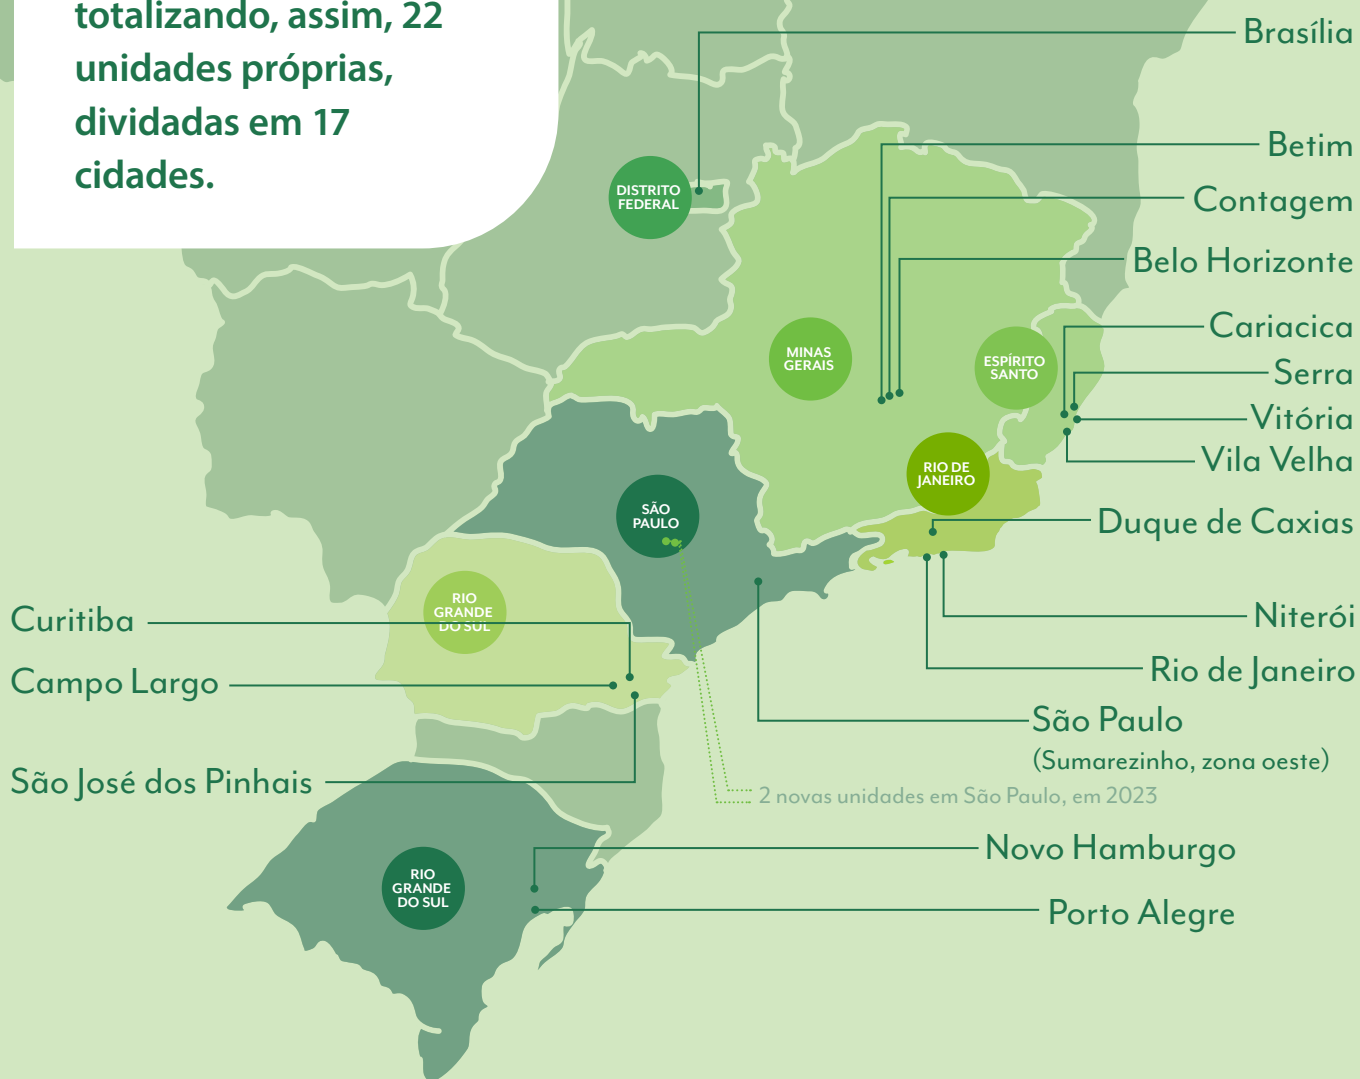 totalizando, assim, 22
unidades próprias,
dividadas em 17
cidades.
Brasília
Betim
DISTRITO
FEDERAL
Contagem
Belo Horizonte
Cariacica
MINAS
GERAIS
ESPÍRITO
SANTO
Serra
Vitória
Vila Velha
RIO DE
JANEIRO
SÃO
PAULO
Duque de Caxias
RIO
GRANDE
DO SUL
Curitiba
Niterói
Campo Largo
Rio de Janeiro
São Paulo
(Sumarezinho, zona oeste)
São José dos Pinhais
2 novas unidades em São Paulo, em 2023
Novo Hamburgo
RIO
GRANDE
DO SUL
Porto Alegre